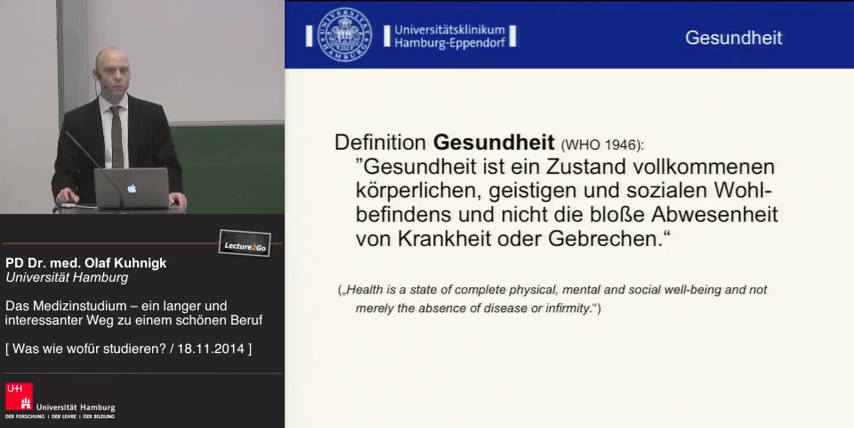 UNIVERSITÄT HAMBURG
Universitätsklinikum
Hamburg-Eppendorf
Gesundheit
Definition Gesundheit (WHO 1946):
”Gesundheit ist ein Zustand vollkommenen
körperlichen, geistigen und sozialen Wohl-
befindens und nicht die bloße Abwesenheit
von Krankheit oder Gebrechen.“
(„Health is a state of complete physical, mental and social well-being and not
merely the absence of disease or infirmity.“)
Lecture2Go
PD Dr. med. Olaf Kuhnigk
Universität Hamburg
Das Medizinstudium – ein langer und
interessanter Weg zu einem schönen Beruf
[ Was wie wofür studieren? / 18.11.2014 ]
UH
Universität Hamburg
DER FORSCHUNG | DER LEHRE | DER BILDUNG